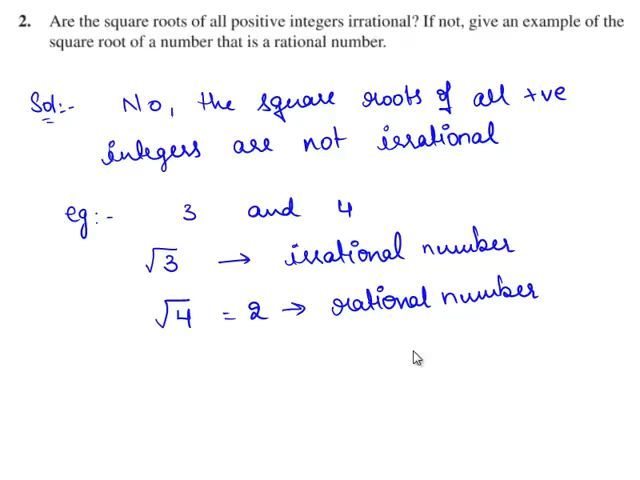 2. Are the square roots of all positive integers irrational? If not, give an example of the
square root of a number that is a rational number.
Sol:- No, the square roots of all +ve
integers are not irrational
eg:- 3 and 4
√3 → irrational number
√4 = 2 → rational number